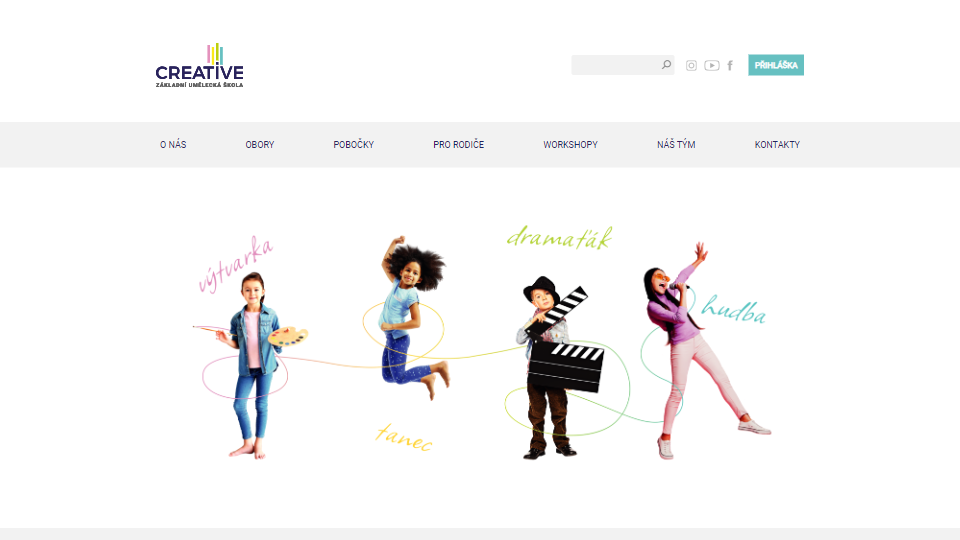 CREATIVE
ZÁKLADNÍ UMĚLECKÁ ŠKOLA
PŘIHLÁŠKA
O NÁS OBORY POBOČKY PRO RODIČE WORKSHOPY NÁŠ TÝM KONTAKTY
výtvarka
dramaťák
hudba
tanec